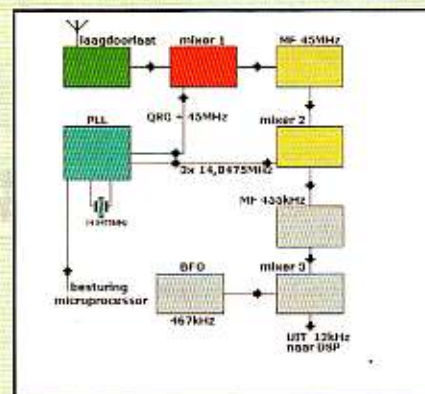 laagdoorlaat
mixer 1
MF 45MHz
PLL
QRG + 45MHz
mixer 2
3x 14,8475MHz
MF 455kHz
BFO
mixer 3
besturing
microprocessor
467kHz
UIT 12kHz
naar DSP